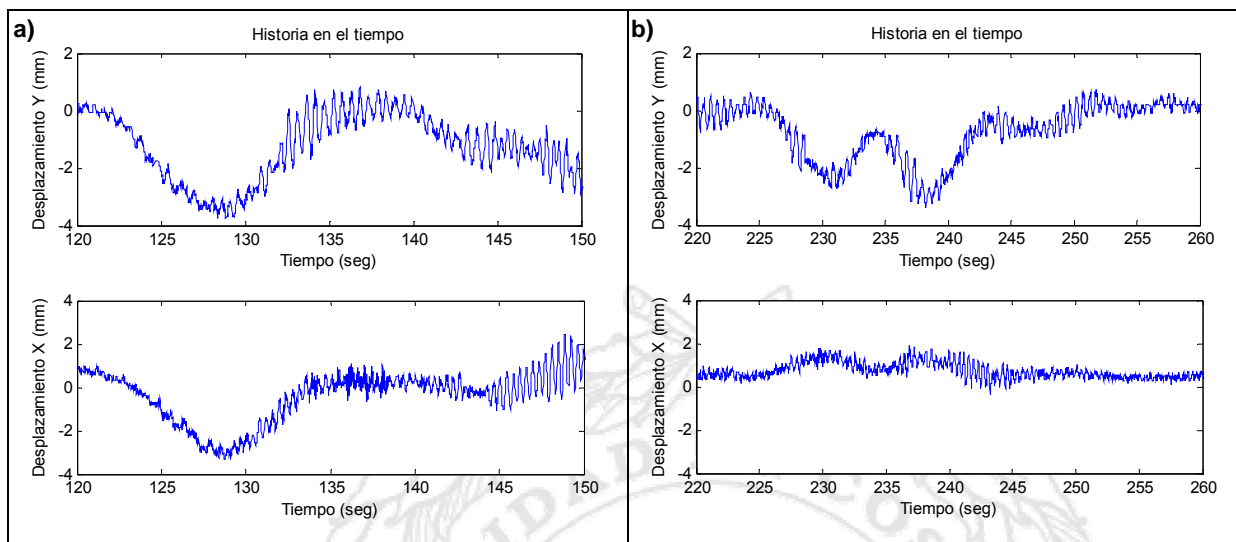 a)
Historia en el tiempo
Desplazamiento Y (mm)
2
0
-2
-4
120 125 130 135 140 145 150
Tiempo (seg)
Desplazamiento X (mm)
4
2
0
-2
-4
120 125 130 135 140 145 150
Tiempo (seg)
b)
Historia en el tiempo
Desplazamiento Y (mm)
2
0
-2
-4
220 225 230 235 240 245 250 255 260
Tiempo (seg)
Desplazamiento X (mm)
4
2
0
-2
-4
220 225 230 235 240 245 250 255 260
Tiempo (seg)